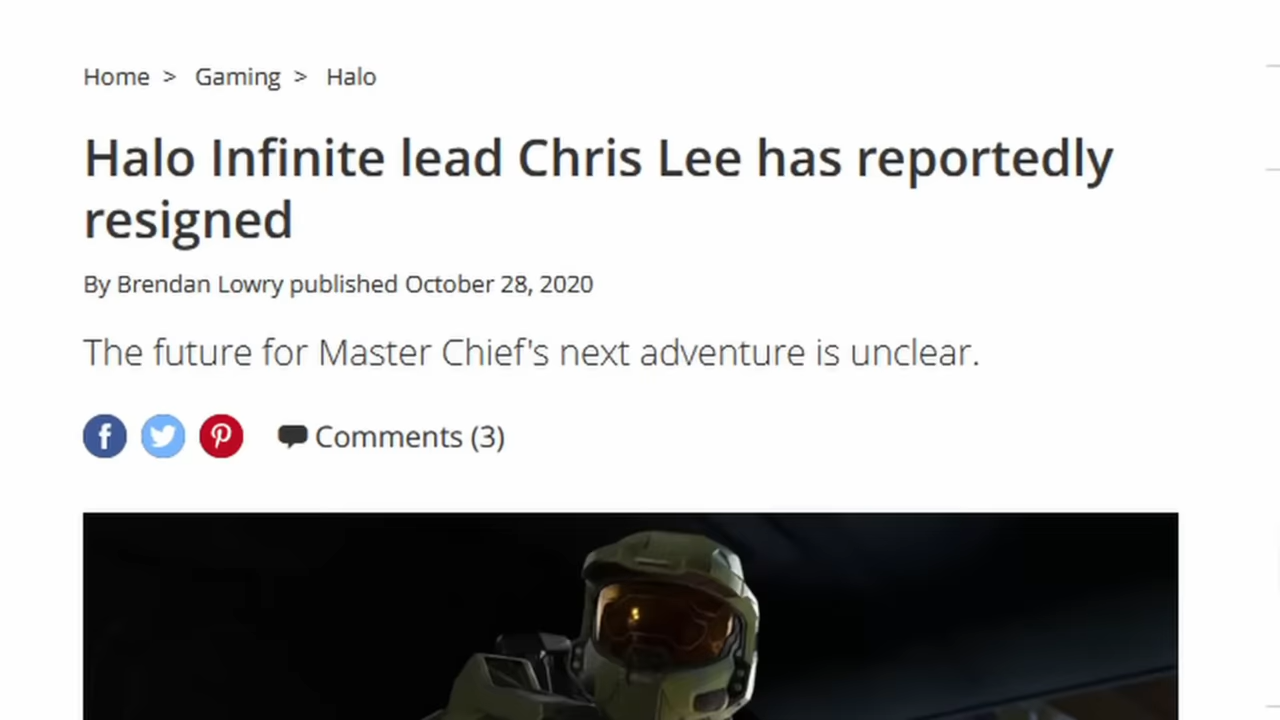 Home > Gaming > Halo
Halo Infinite lead Chris Lee has reportedly
resigned
By Brendan Lowry published October 28, 2020
The future for Master Chief's next adventure is unclear.
Comments (3)